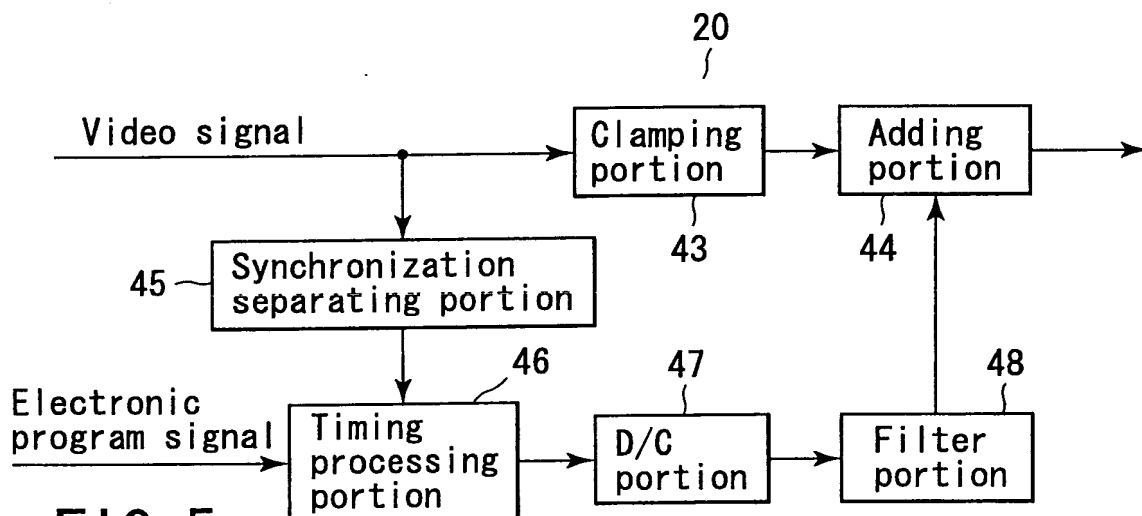 20
Video signal
Clamping
portion
Adding
portion
43
44
45
Synchronization
separating portion
46
47
48
Electronic
program signal
Timing
processing
portion
D/C
portion
Filter
portion